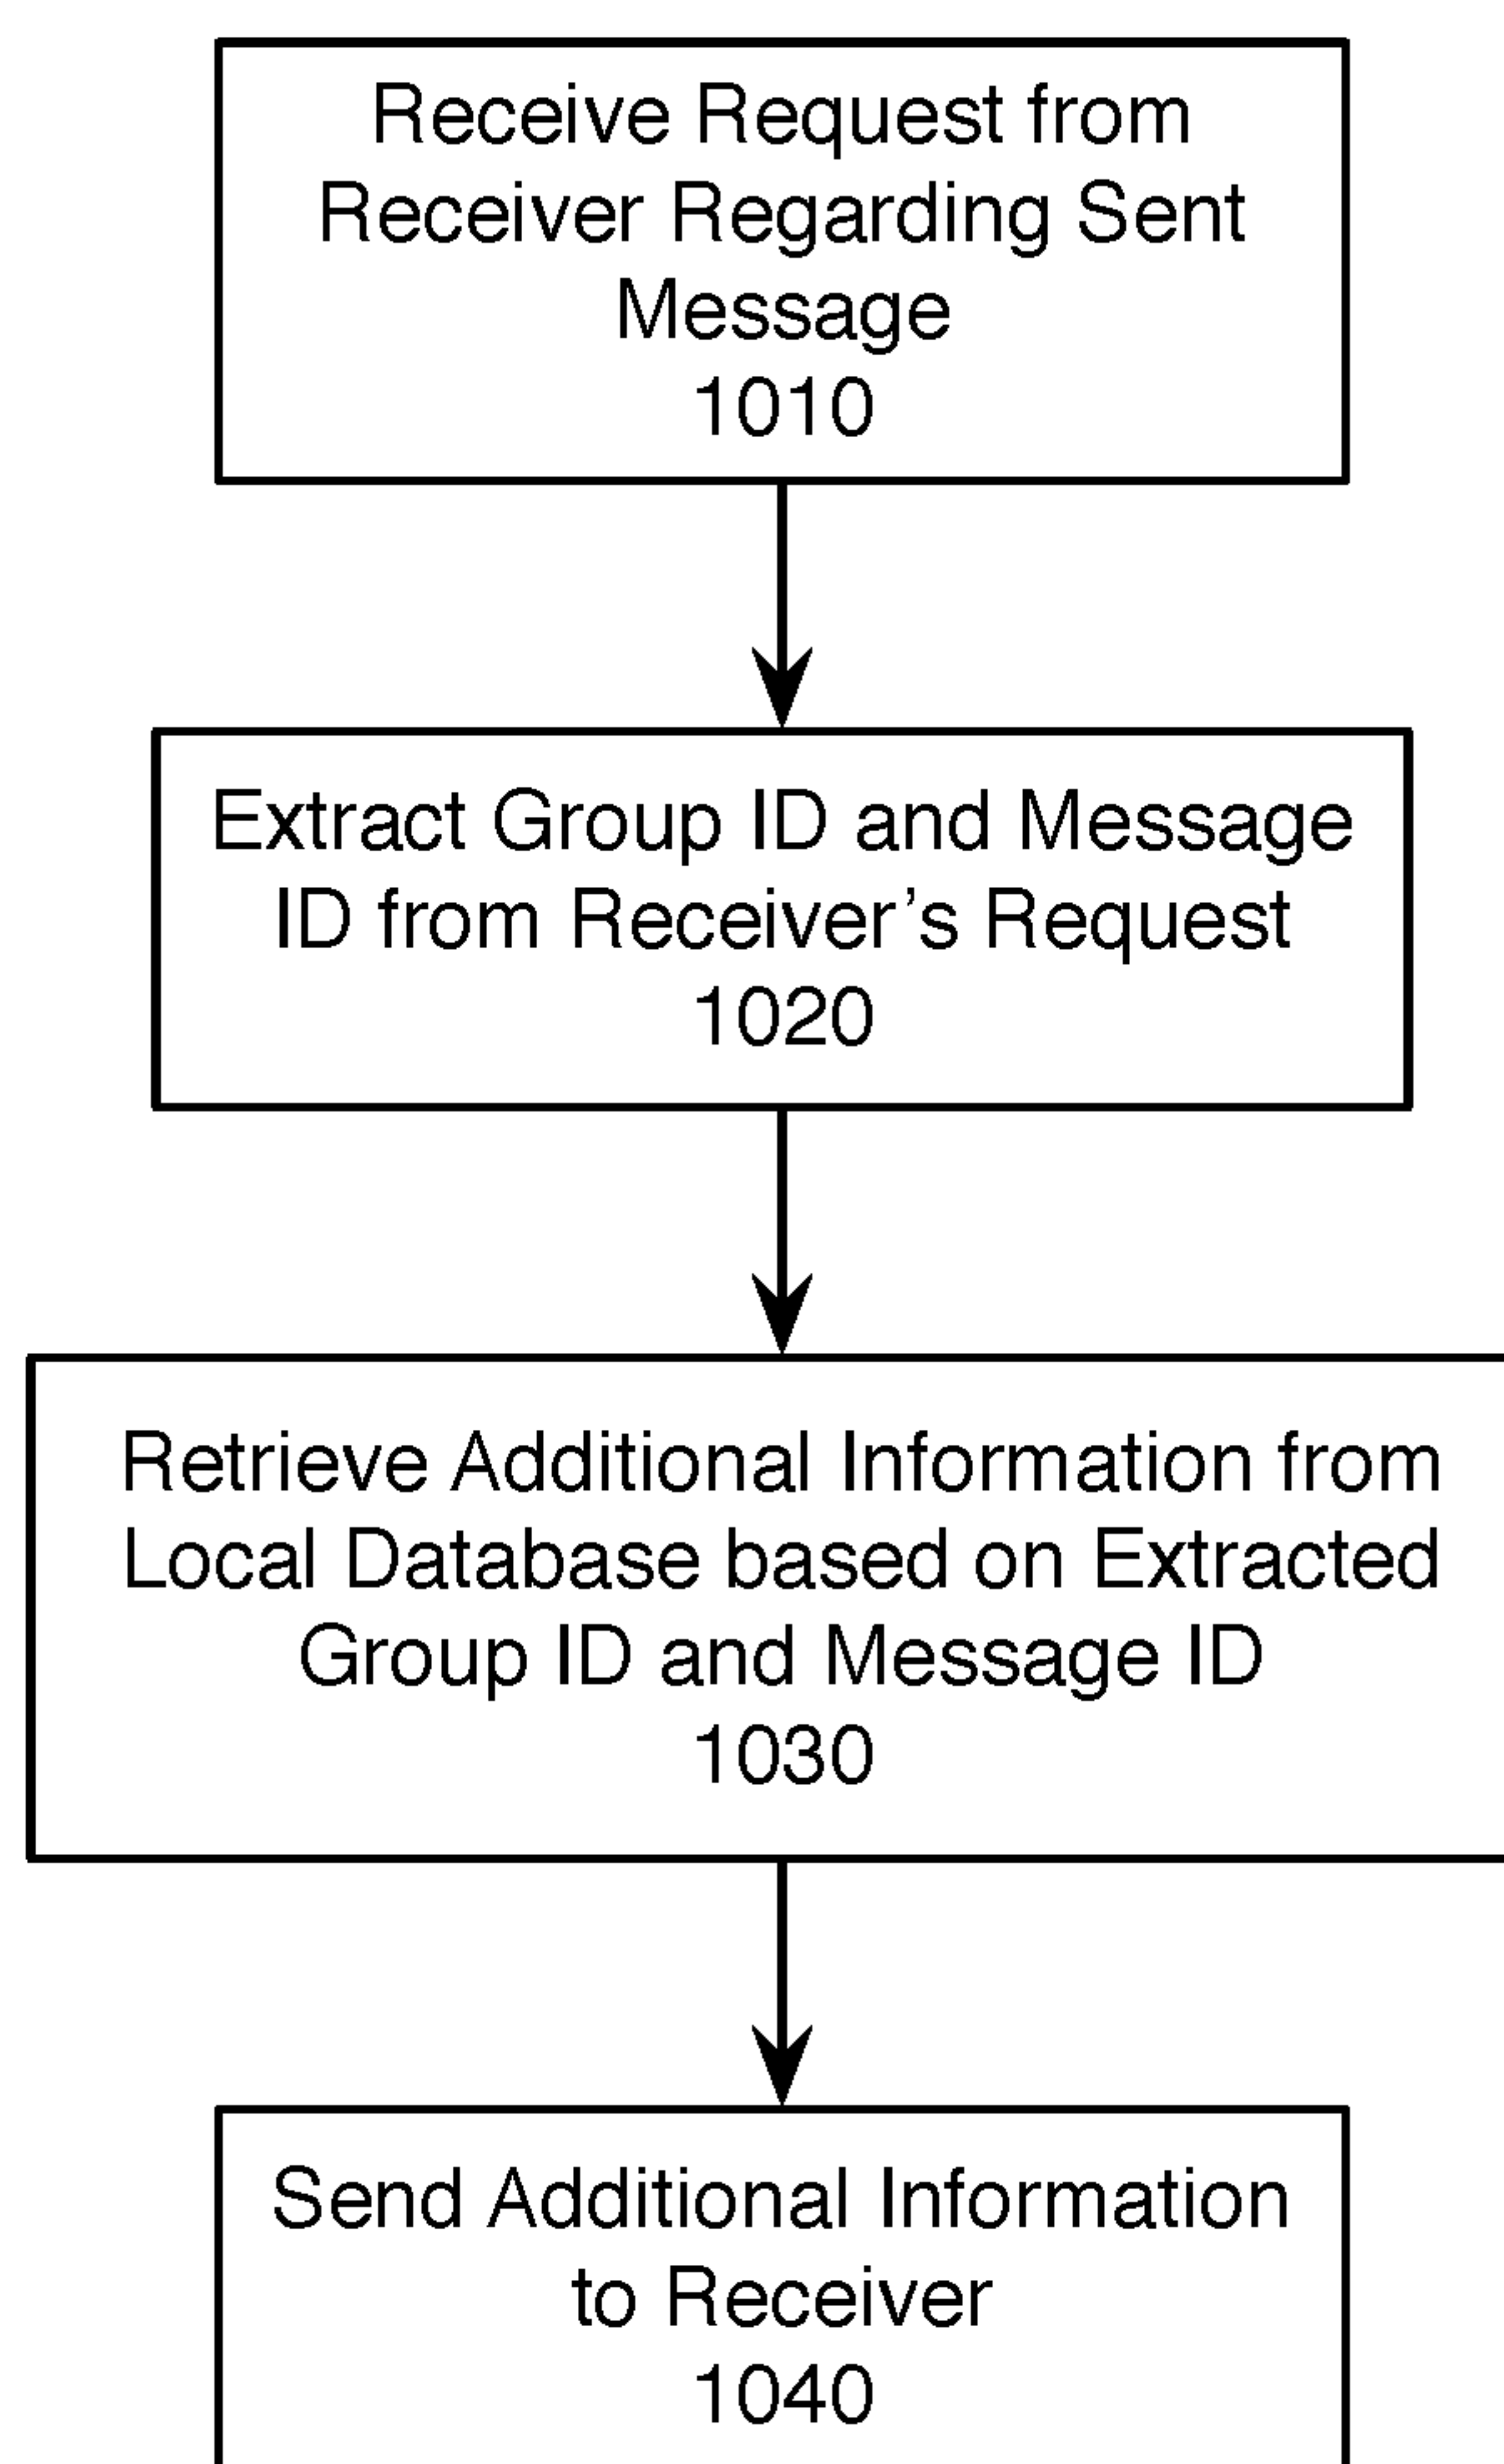 Receive Request from
Receiver Regarding Sent
Message
1010
Extract Group ID and Message
ID from Receiver's Request
1020
Retrieve Additional Information from
Local Database based on Extracted
Group ID and Message ID
1030
Send Additional Information
to Receiver
1040